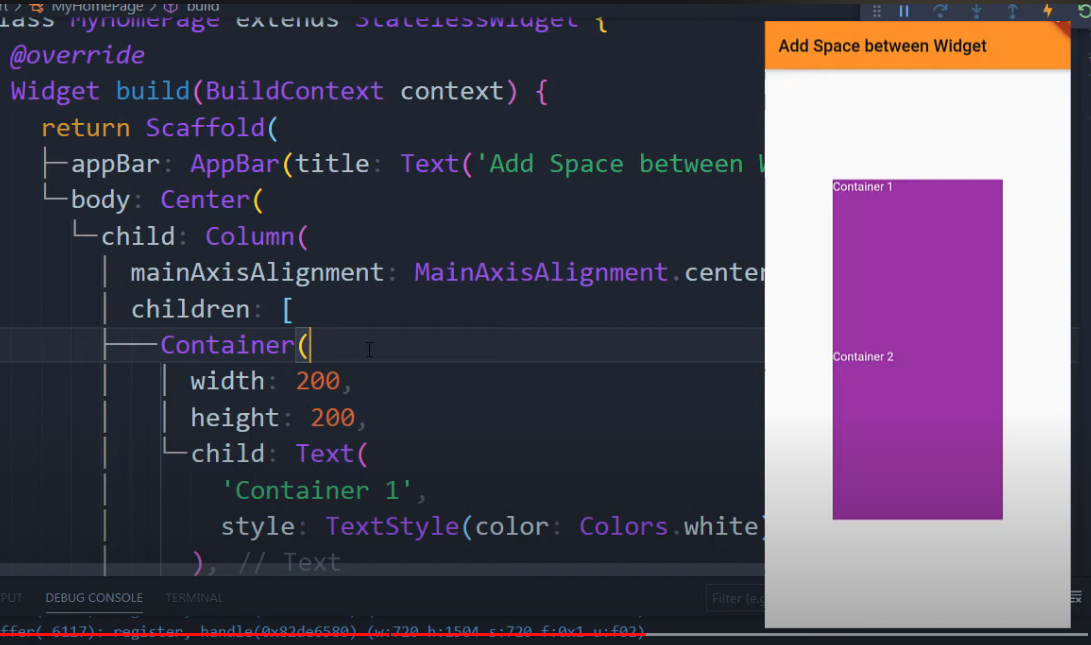 MyHomePage > build
class MyHomePage extends StatelessWidget {
@override
Widget build(BuildContext context) {
return Scaffold(
appBar: AppBar(title: Text('Add Space between W
body: Center(
child: Column(
mainAxisAlignment: MainAxisAlignment.center
children: [
Container(
width: 200,
height: 200,
child: Text(
'Container 1',
style: TextStyle(color: Colors.white)
), // Text
PUT DEBUG CONSOLE TERMINAL Filter (e.g
ffer( 6117): register, handle(0x82de6580) (w:720 h:1504 s:720 f:0x1 u:f02)
Add Space between Widget
Container 1
Container 2